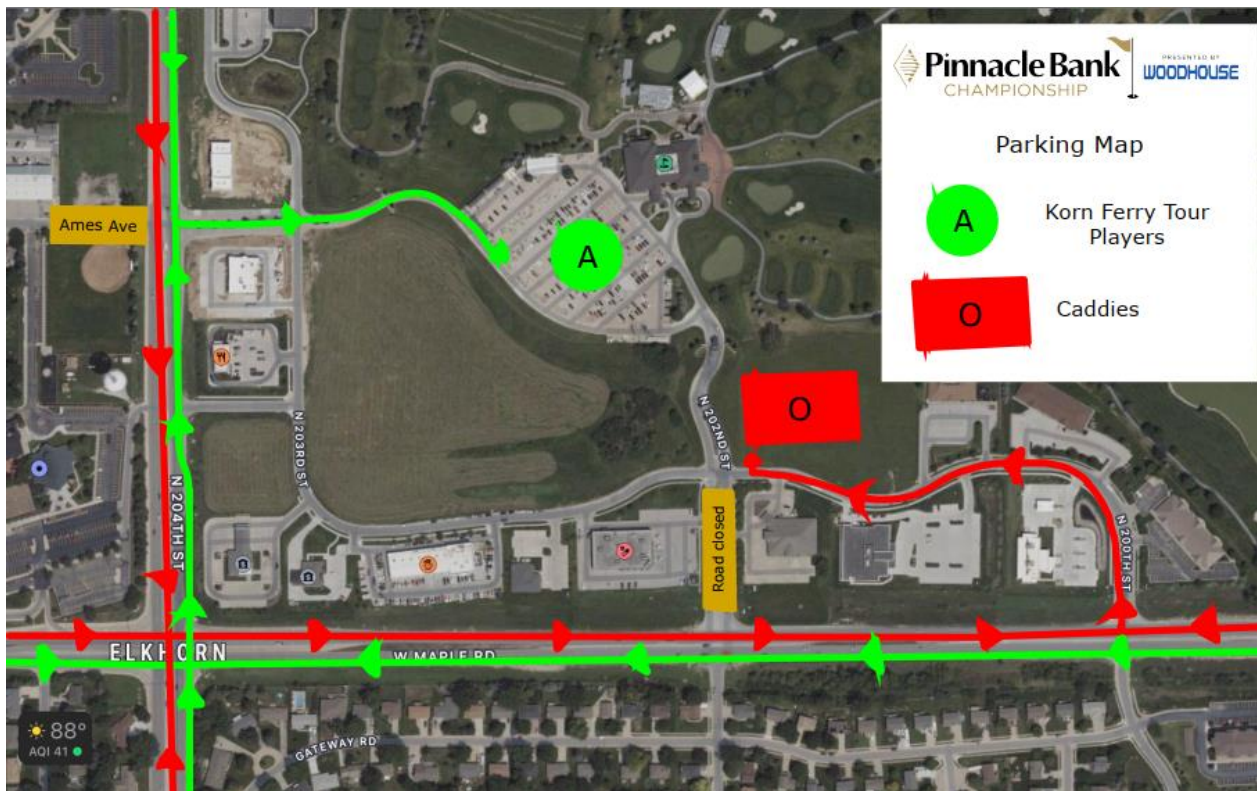 Pinnacle Bank
CHAMPIONSHIP
PRESENTED BY
WOODHOUSE
Parking Map
A
Korn Ferry Tour
Players
O
Caddies
Ames Ave
A
O
N 204TH ST
N 203RD ST
N 202ND ST
Road closed
N 200TH ST
ELKHORN
W MAPLE RD
GATEWAY RD
88°
AQI 41